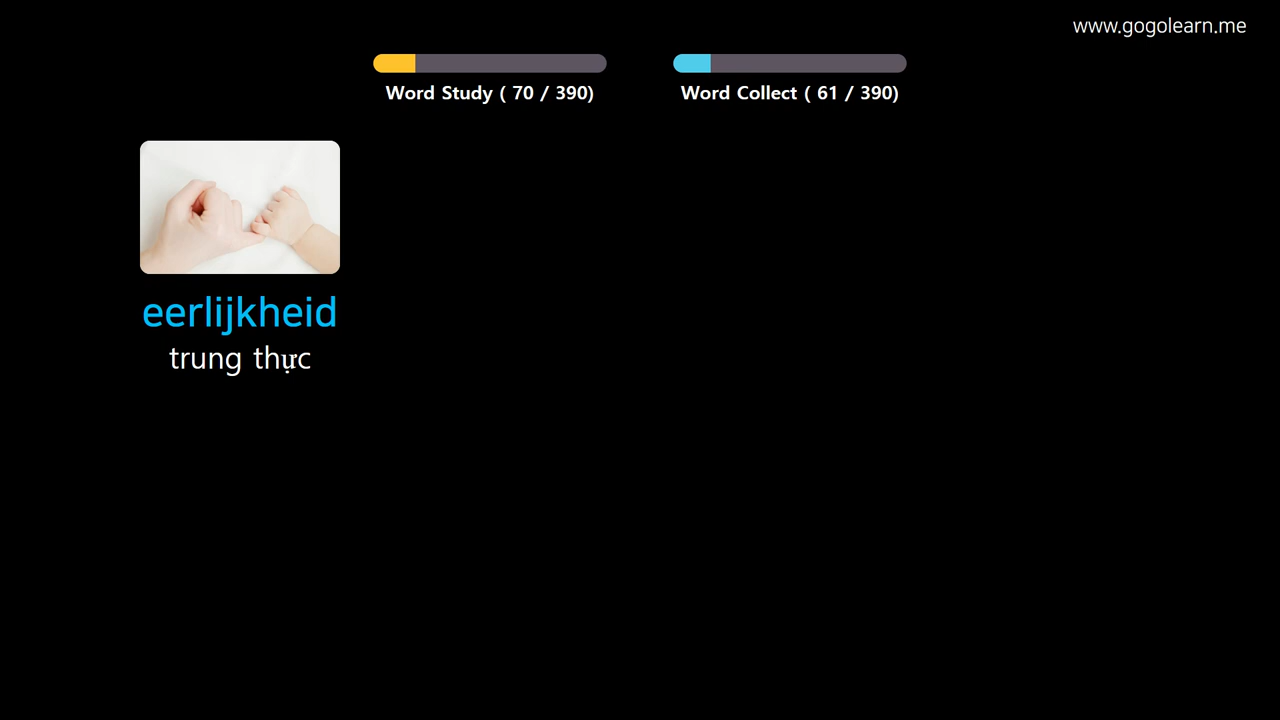 www.gogolearn.me
Word Study ( 70 / 390)
Word Collect ( 61 / 390)
eerlijkheid
trung thực